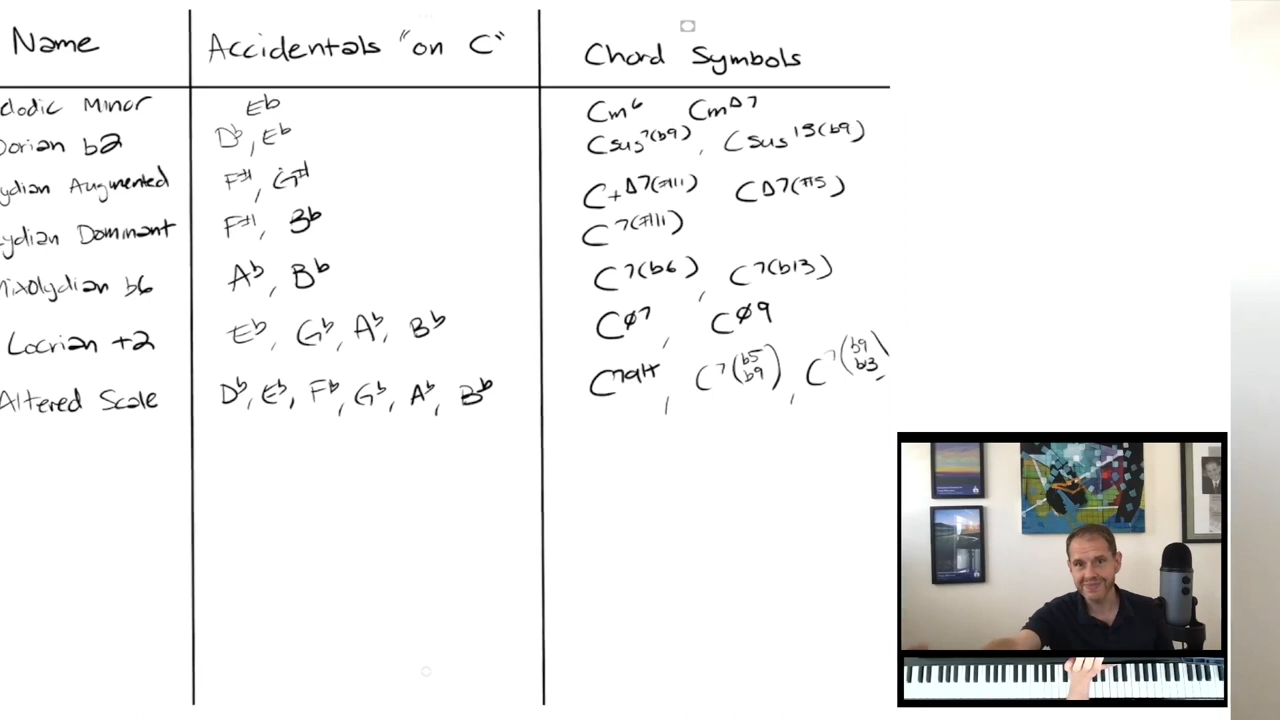 Name Accidentals "on C" Chord Symbols
elodic Minor Eb Cm6 CmΔ7
Dorian b2 Db, Eb Csus7(b9), Csus13(b9)
ydian Augmented F#, G# C+Δ7(#11) CΔ7(#5)
ydian Dominant F#, Bb C7(#11)
Mixolydian b6 Ab, Bb C7(b6), C7(b13)
Locrian +2 Eb, Gb, Ab, Bb Cø7, Cø9
Altered Scale Db, Eb, Fb, Gb, Ab, Bb C7alt, C7(b5 b9), C7(b9 b13)